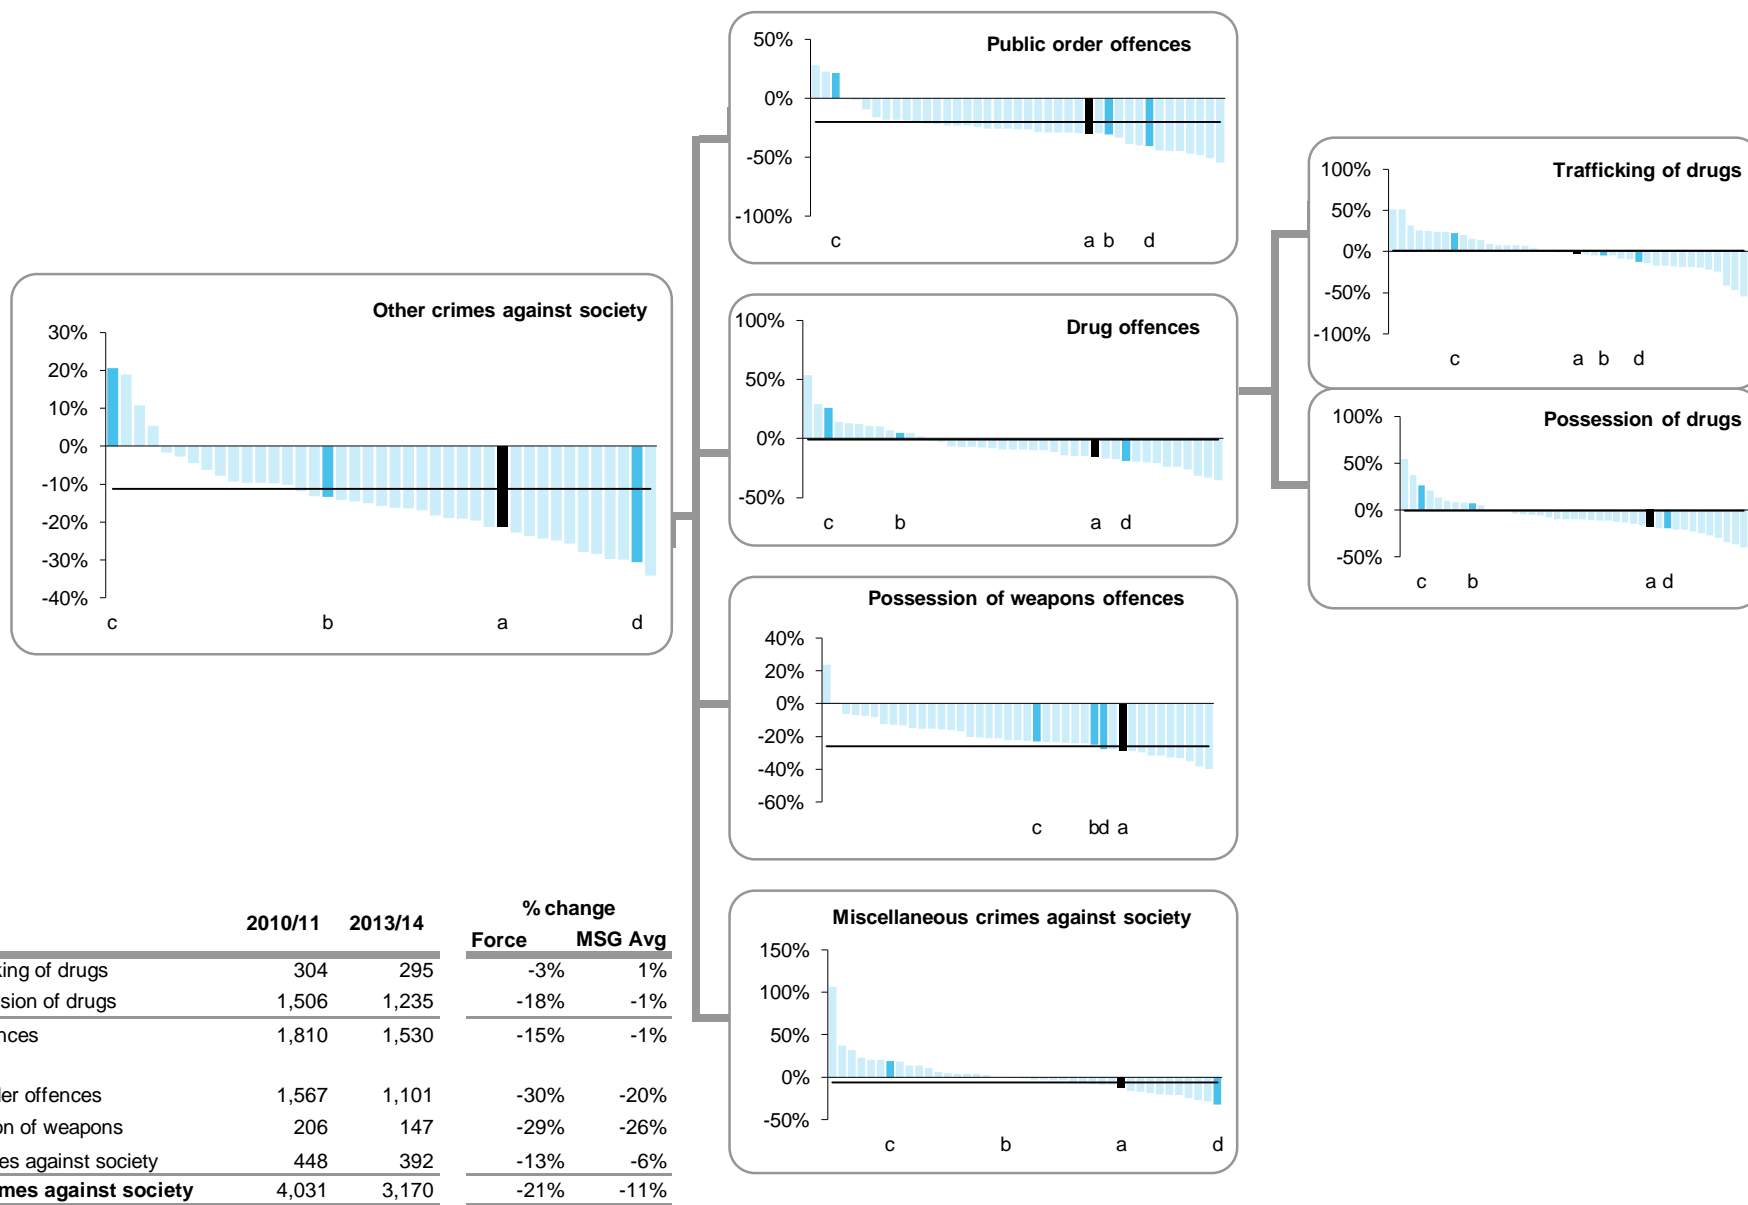 Public order offences
50%
0%
-50%
-100%
c a b d
Trafficking of drugs
100%
50%
0%
-50%
-100%
c a b d
Other crimes against society
30%
20%
10%
0%
-10%
-20%
-30%
-40%
c b a d
Drug offences
100%
50%
0%
-50%
c b a d
Possession of drugs
100%
50%
0%
-50%
c b a d
Possession of weapons offences
40%
20%
0%
-20%
-40%
-60%
c bd a
Miscellaneous crimes against society
150%
100%
50%
0%
-50%
c b a d
% change
2010/11 2013/14 Force MSG Avg
king of drugs 304 295 -3% 1%
sion of drugs 1,506 1,235 -18% -1%
nces 1,810 1,530 -15% -1%
der offences 1,567 1,101 -30% -20%
on of weapons 206 147 -29% -26%
es against society 448 392 -13% -6%
mes against society 4,031 3,170 -21% -11%